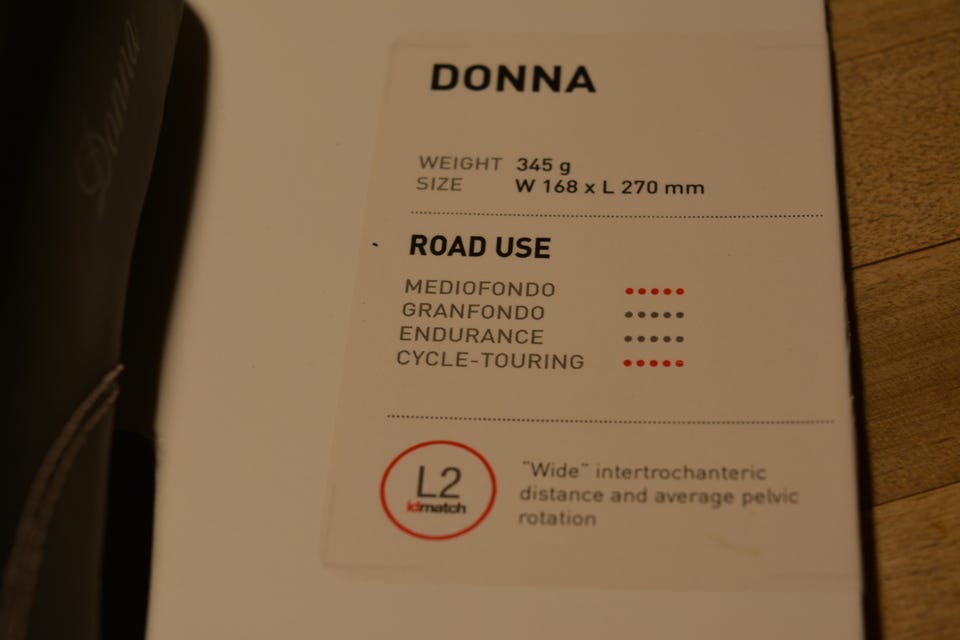 Donna
DONNA
WEIGHT 345 g
SIZE W 168 x L 270 mm
ROAD USE
MEDIOFONDO
GRANFONDO
ENDURANCE
CYCLE-TOURING
L2
idmatch
"Wide" intertrochanteric
distance and average pelvic
rotation